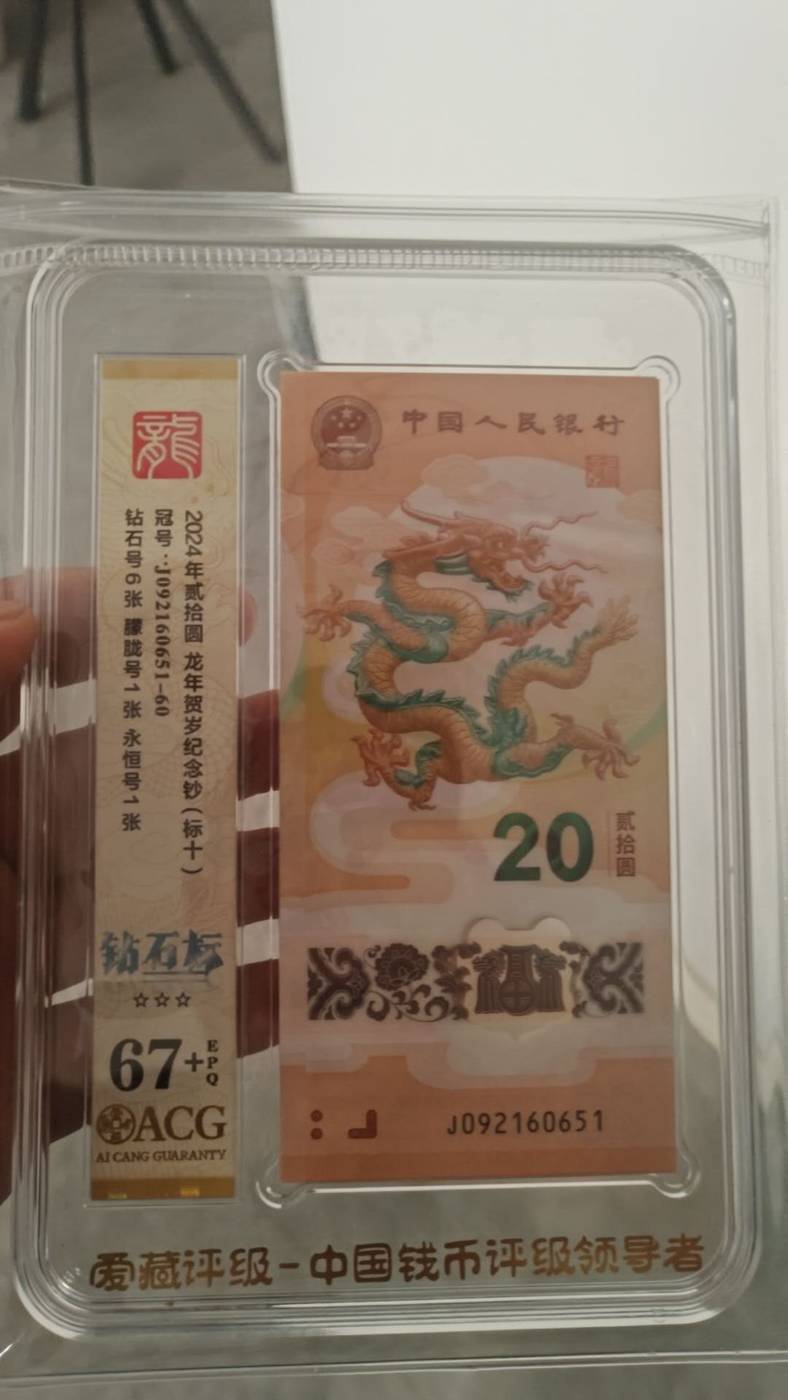 龍
2024年贰拾圆 龙年贺岁纪念钞(标十)
冠号:J092160651-60
钻石号6张 朦胧号1张 永恒号1张
钻石标
67+EPQ
ACG
AI CANG GUARANTY
中国人民银行
20
贰拾圆
J092160651
爱藏评级-中国钱币评级领导者